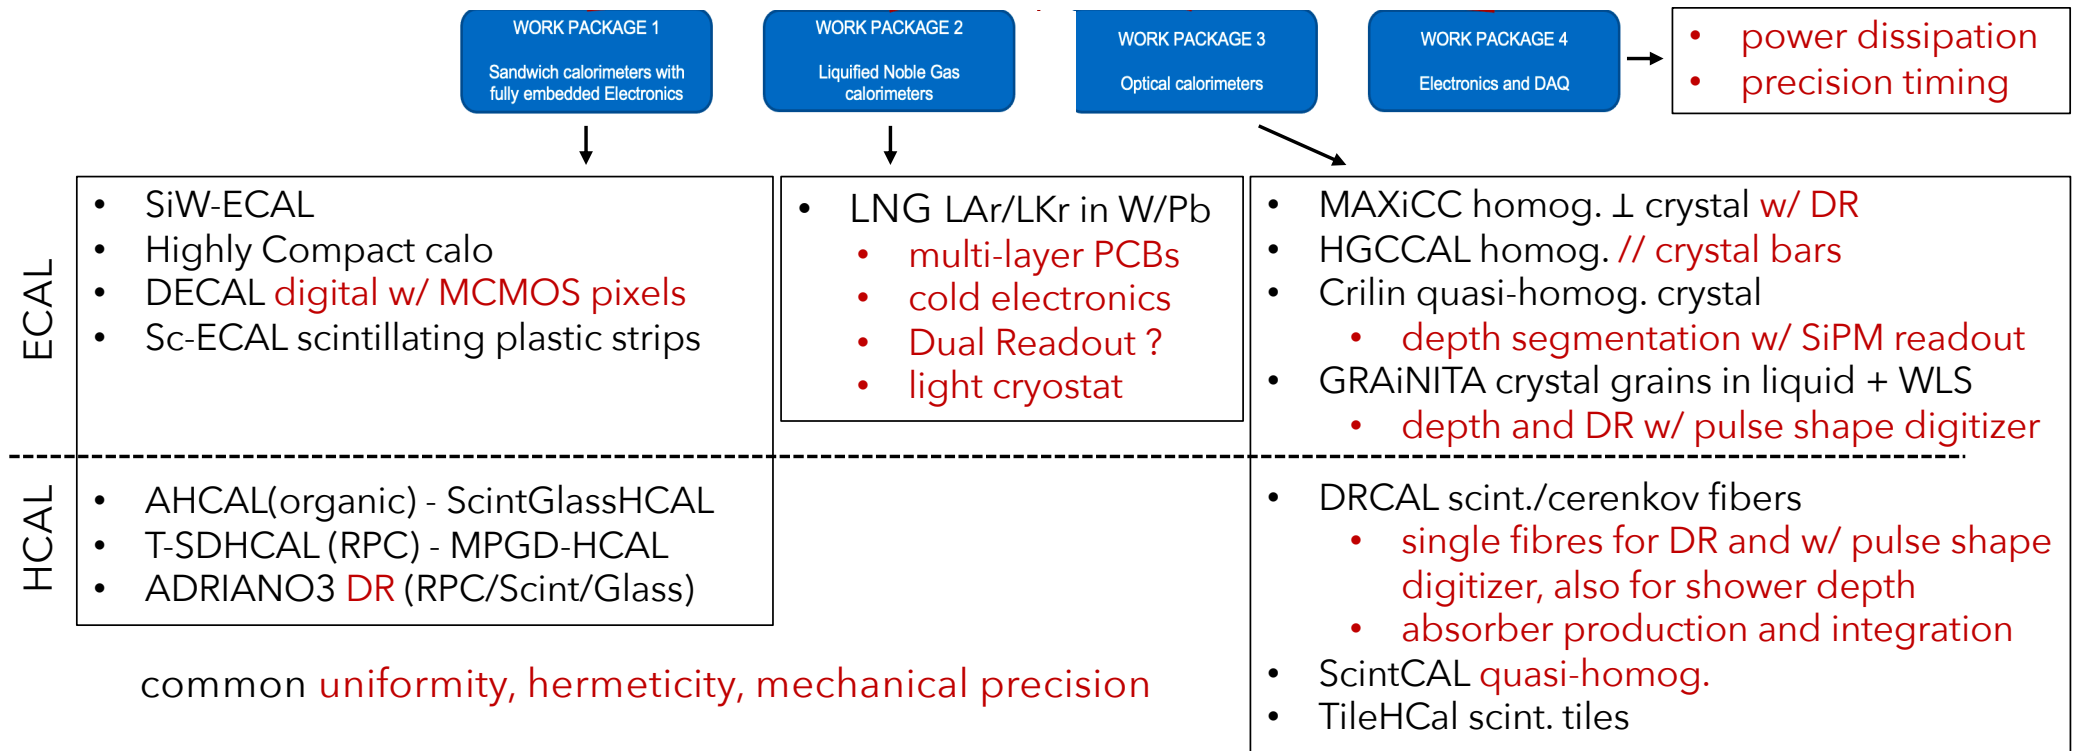 WORK PACKAGE 1
Sandwich calorimeters with
fully embedded Electronics
WORK PACKAGE 2
Liquified Noble Gas
calorimeters
WORK PACKAGE 3
Optical calorimeters
WORK PACKAGE 4
Electronics and DAQ
• power dissipation
• precision timing
ECAL
• SiW-ECAL
• Highly Compact calo
• DECAL digital w/ MCMOS pixels
• Sc-ECAL scintillating plastic strips
• LNG LAr/LKr in W/Pb
• multi-layer PCBs
• cold electronics
• Dual Readout ?
• light cryostat
• MAXiCC homog. ⊥ crystal w/ DR
• HGCCAL homog. // crystal bars
• Crilin quasi-homog. crystal
• depth segmentation w/ SiPM readout
• GRAiNITA crystal grains in liquid + WLS
• depth and DR w/ pulse shape digitizer
HCAL
• AHCAL(organic) - ScintGlassHCAL
• T-SDHCAL (RPC) - MPGD-HCAL
• ADRIANO3 DR (RPC/Scint/Glass)
• DRCAL scint./cerenkov fibers
• single fibres for DR and w/ pulse shape
digitizer, also for shower depth
• absorber production and integration
• ScintCAL quasi-homog.
• TileHCal scint. tiles
common uniformity, hermeticity, mechanical precision